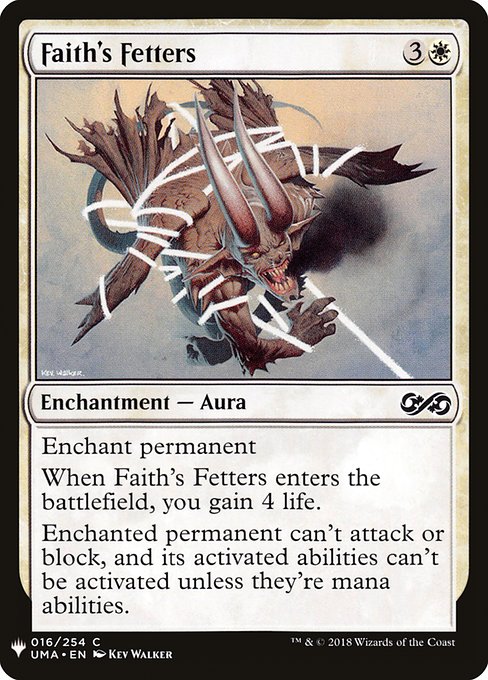 Faith's Fetters 3
KEV WALKER.
Enchantment — Aura
Enchant permanent
When Faith's Fetters enters the
battlefield, you gain 4 life.
Enchanted permanent can't attack or
block, and its activated abilities can't
be activated unless they're mana
abilities.
016/254 C
UMA • EN Kev Walker
™ & © 2018 Wizards of the Coast